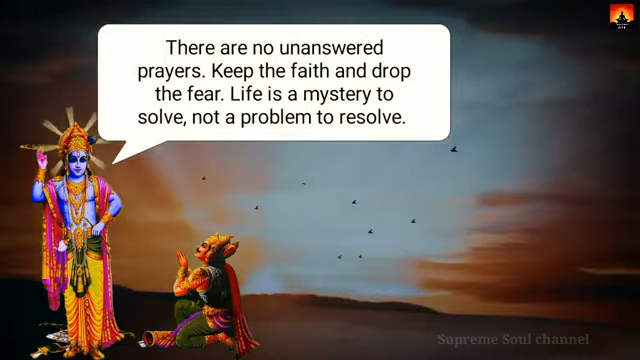 There are no unanswered
prayers. Keep the faith and drop
the fear. Life is a mystery to
solve, not a problem to resolve.
Supreme Soul channel